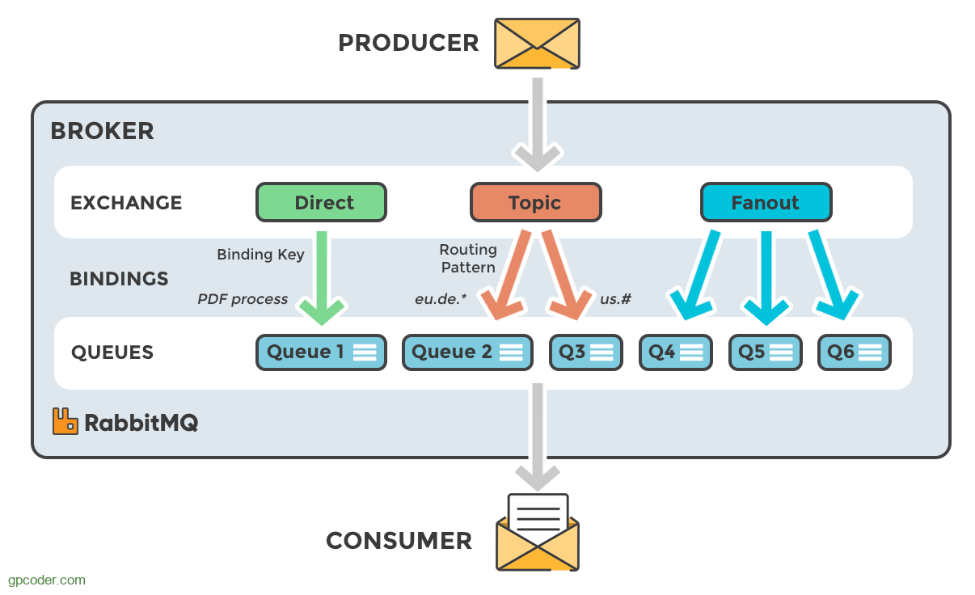 PRODUCER
BROKER
EXCHANGE
Direct
Topic
Fanout
Binding Key
Routing
Pattern
BINDINGS
PDF process
eu.de.*
us.#
QUEUES
Queue 1
Queue 2
Q3
Q4
Q5
Q6
RabbitMQ
CONSUMER
gpcoder.com